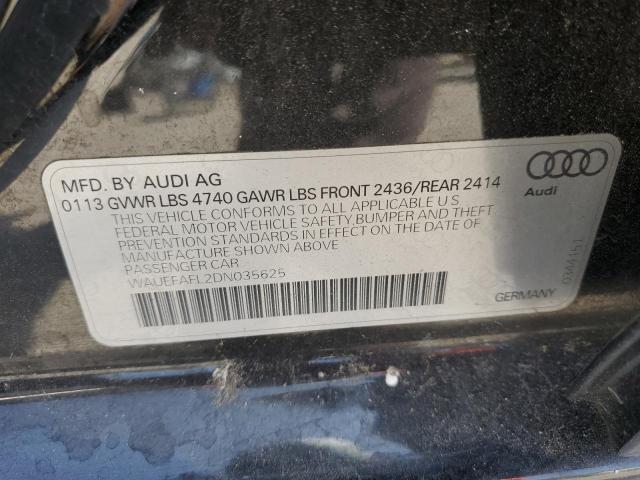 MFD. BY AUDI AG
0113 GVWR LBS 4740 GAWR LBS FRONT 2436/REAR 2414
THIS VEHICLE CONFORMS TO ALL APPLICABLE U S
FEDERAL MOTOR VEHICLE SAFETY,BUMPER AND THEFT
PREVENTION STANDARDS IN EFFECT ON THE DATE OF
MANUFACTURE SHOWN ABOVE
PASSENGER CAR
WAUEFAFL2DN035625
Audi
0344151
GERMANY